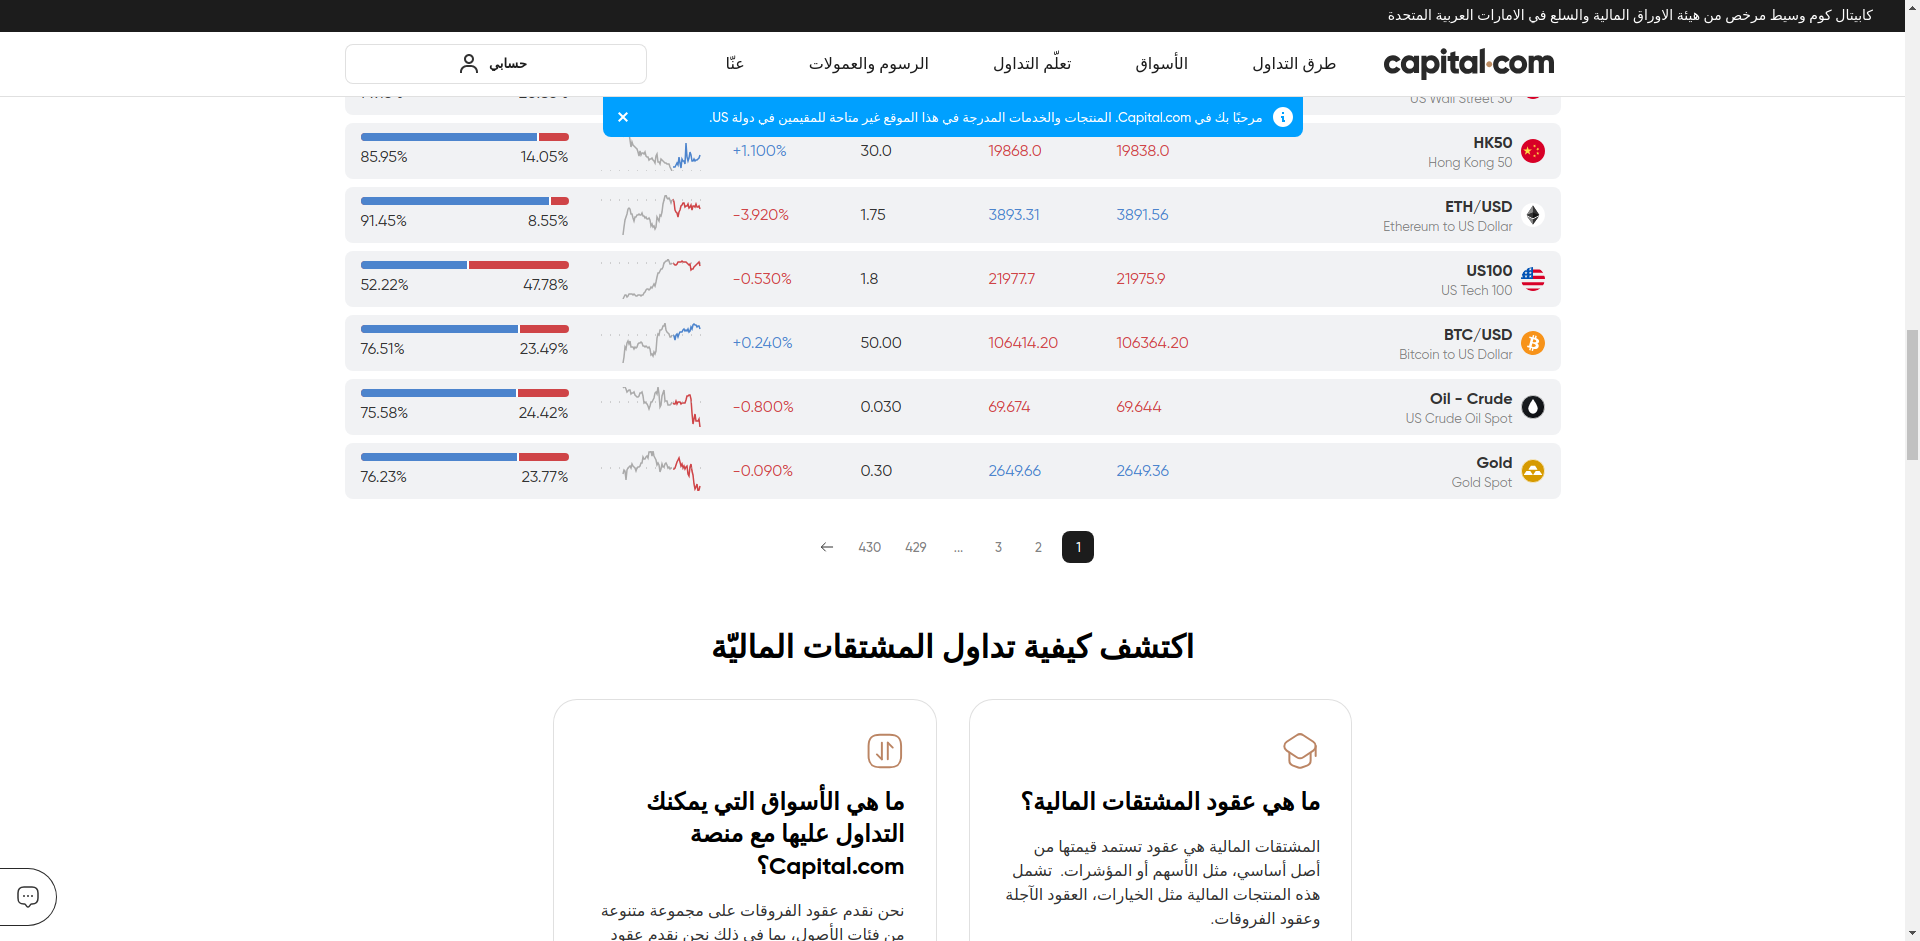 كابيتال كوم وسيط مرخص من هيئة الاوراق المالية والسلع في الامارات العربية المتحدة
capital.com
طرق التداول
الأسواق
تعلّم التداول
الرسوم والعمولات
عنّا
حسابي
مرحبًا بك في Capital.com. المنتجات والخدمات المدرجة في هذا الموقع غير متاحة للمقيمين في دولة US.
US Wall Street 30
HK50
Hong Kong 50
19838.0
19868.0
30.0
+1.100%
14.05%
85.95%
ETH/USD
Ethereum to US Dollar
3891.56
3893.31
1.75
-3.920%
8.55%
91.45%
US100
US Tech 100
21975.9
21977.7
1.8
-0.530%
47.78%
52.22%
BTC/USD
Bitcoin to US Dollar
106364.20
106414.20
50.00
+0.240%
23.49%
76.51%
Oil - Crude
US Crude Oil Spot
69.644
69.674
0.030
-0.800%
24.42%
75.58%
Gold
Gold Spot
2649.36
2649.66
0.30
-0.090%
23.77%
76.23%
1
2
3
...
429
430
اكتشف كيفية تداول المشتقات الماليّة
ما هي عقود المشتقات المالية؟
المشتقات المالية هي عقود تستمد قيمتها من
أصل أساسي، مثل الأسهم أو المؤشرات. تشمل
هذه المنتجات المالية مثل الخيارات، العقود الآجلة
وعقود الفروقات.
ما هي الأسواق التي يمكنك
التداول عليها مع منصة
Capital.com؟
نحن نقدم عقود الفروقات على مجموعة متنوعة
من فئات الأصول، بما في ذلك نحن نقدم عقود